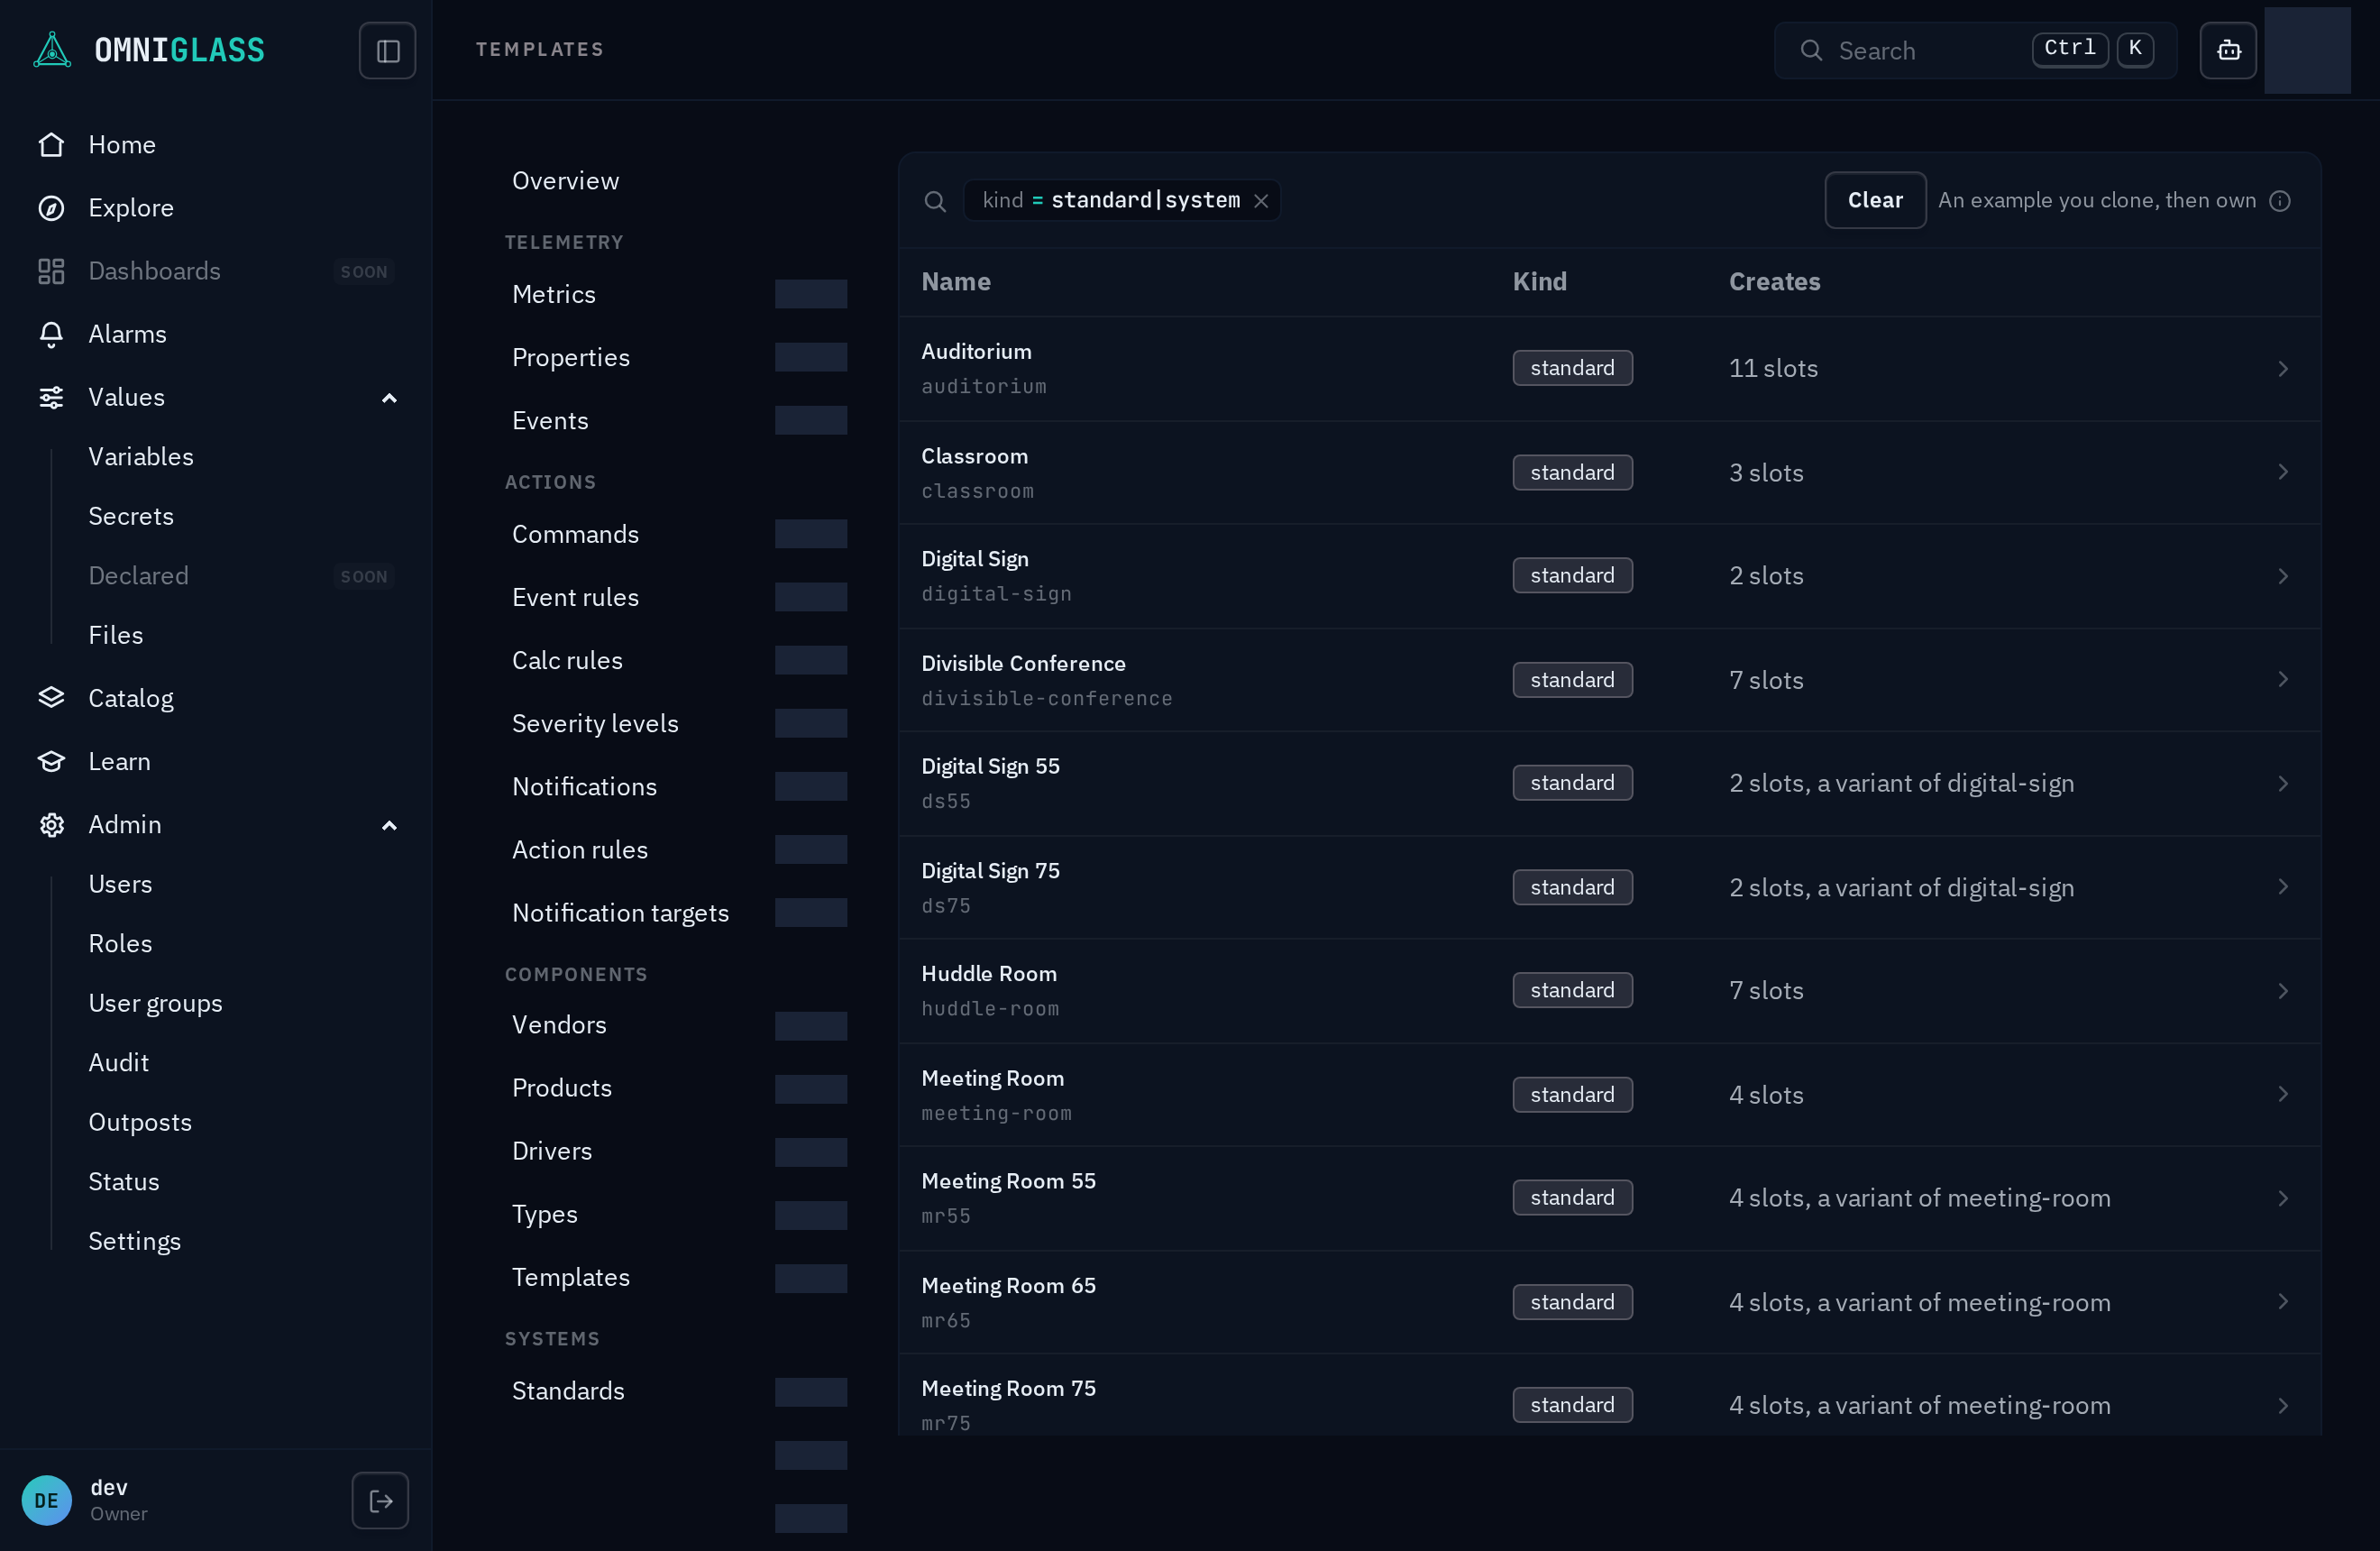 OMNIGLASS
Home
Explore
Dashboards SOON
Alarms
Values
Variables
Secrets
Declared SOON
Files
Catalog
Learn
Admin
Users
Roles
User groups
Audit
Outposts
Status
Settings
DE
dev
Owner
TEMPLATES
Search Ctrl K
Overview
TELEMETRY
Metrics
Properties
Events
ACTIONS
Commands
Event rules
Calc rules
Severity levels
Notifications
Action rules
Notification targets
COMPONENTS
Vendors
Products
Drivers
Types
Templates
SYSTEMS
Standards
kind = standard|system
Clear An example you clone, then own
Name Kind Creates
Auditorium
auditorium
standard 11 slots
Classroom
classroom
standard 3 slots
Digital Sign
digital-sign
standard 2 slots
Divisible Conference
divisible-conference
standard 7 slots
Digital Sign 55
ds55
standard 2 slots, a variant of digital-sign
Digital Sign 75
ds75
standard 2 slots, a variant of digital-sign
Huddle Room
huddle-room
standard 7 slots
Meeting Room
meeting-room
standard 4 slots
Meeting Room 55
mr55
standard 4 slots, a variant of meeting-room
Meeting Room 65
mr65
standard 4 slots, a variant of meeting-room
Meeting Room 75
mr75
standard 4 slots, a variant of meeting-room